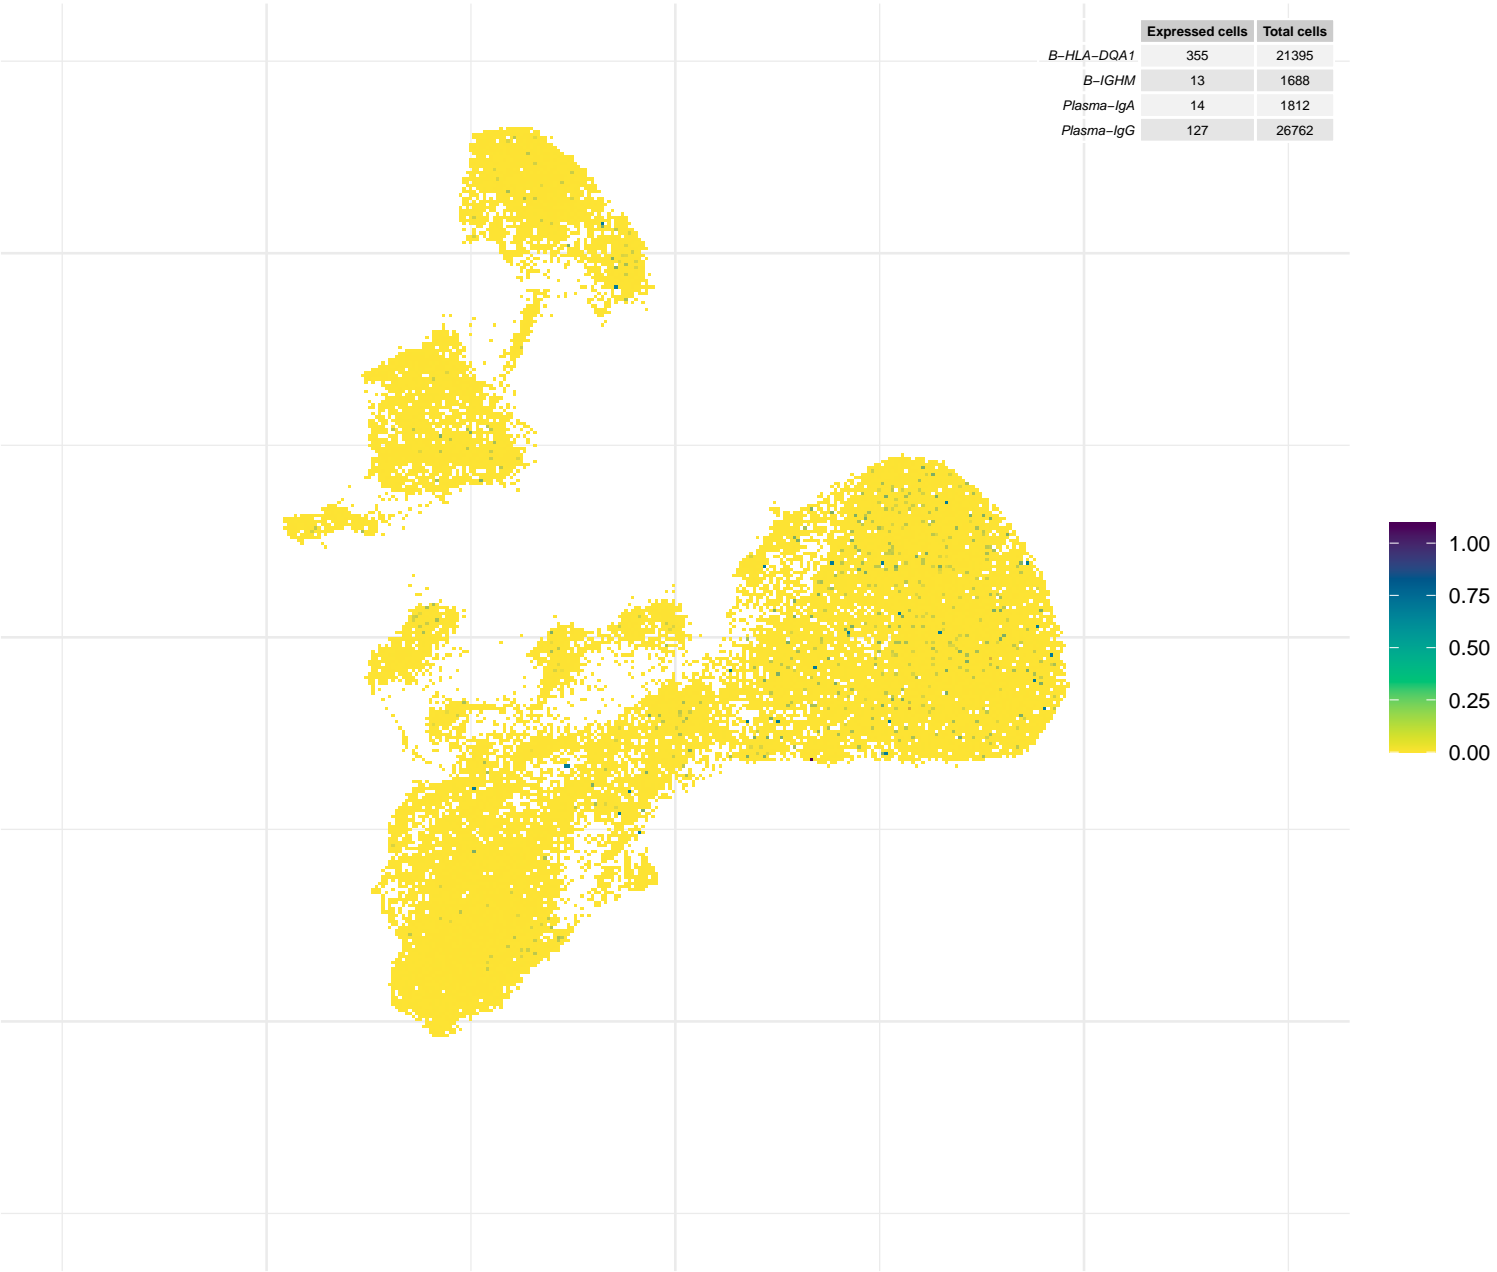 Expressed cells Total cells
B−HLA−DQA1 355 21395
B−IGHM 13 1688
Plasma−IgA 14 1812
Plasma−IgG 127 26762
1.00
0.75
0.50
0.25
0.00